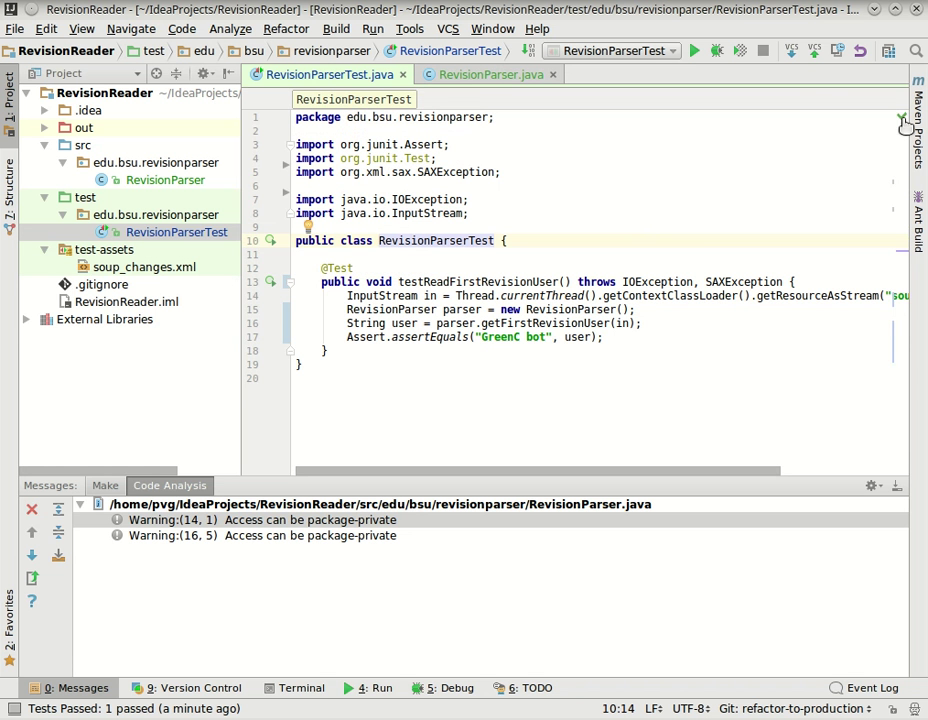 RevisionReader - [~/IdeaProjects/RevisionReader] - [RevisionReader] - ~/IdeaProjects/RevisionReader/test/edu/bsu/revisionparser/RevisionParserTest.java - I...
File Edit View Navigate Code Analyze Refactor Build Run Tools VCS Window Help
RevisionReader test edu bsu revisionparser RevisionParserTest RevisionParserTest VCS VCS
Project RevisionParserTest.java RevisionParser.java
RevisionReader ~/IdeaProjects/
.idea
out
src
edu.bsu.revisionparser
RevisionParser
test
edu.bsu.revisionparser
RevisionParserTest
test-assets
soup_changes.xml
.gitignore
RevisionReader.iml
External Libraries
1: Project
7: Structure
2: Favorites
RevisionParserTest
1 package edu.bsu.revisionparser;
2
3 import org.junit.Assert;
4 import org.junit.Test;
5 import org.xml.sax.SAXException;
6
7 import java.io.IOException;
8 import java.io.InputStream;
9
10 public class RevisionParserTest {
11
12 @Test
13 public void testReadFirstRevisionUser() throws IOException, SAXException {
14 InputStream in = Thread.currentThread().getContextClassLoader().getResourceAsStream("sou
15 RevisionParser parser = new RevisionParser();
16 String user = parser.getFirstRevisionUser(in);
17 Assert.assertEquals("GreenC bot", user);
18 }
19 }
20
Maven Projects
Ant Build
Messages: Make Code Analysis
/home/pvg/IdeaProjects/RevisionReader/src/edu/bsu/revisionparser/RevisionParser.java
Warning:(14, 1) Access can be package-private
Warning:(16, 5) Access can be package-private
0: Messages 9: Version Control Terminal 4: Run 5: Debug 6: TODO Event Log
Tests Passed: 1 passed (a minute ago) 10:14 LF UTF-8 Git: refactor-to-production